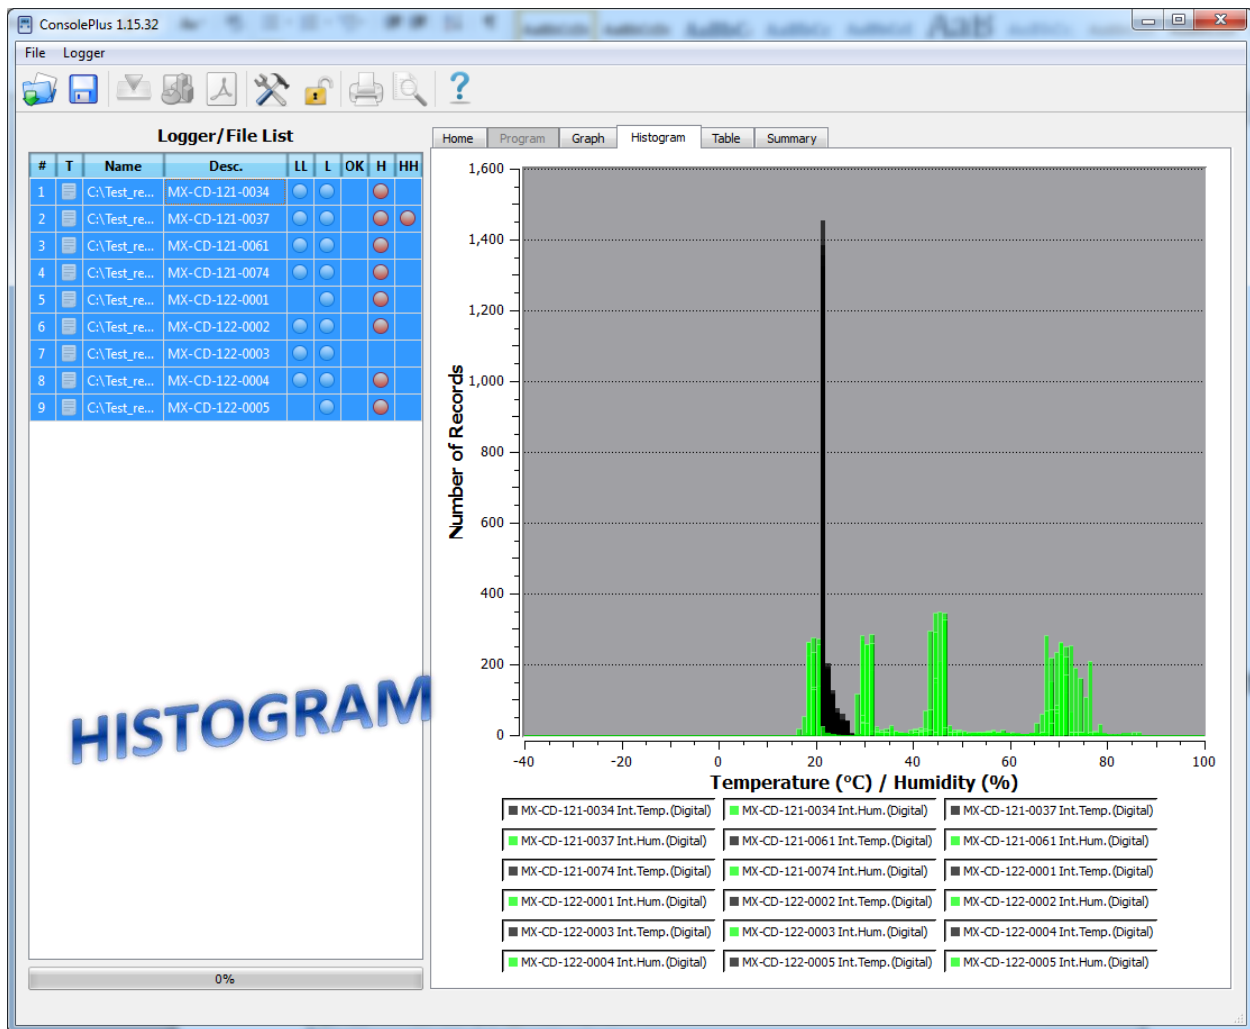 ConsolePlus 1.15.32
File Logger
Logger/File List
# T Name Desc. LL L OK H HH
1 C:\Test_re... MX-CD-121-0034
2 C:\Test_re... MX-CD-121-0037
3 C:\Test_re... MX-CD-121-0061
4 C:\Test_re... MX-CD-121-0074
5 C:\Test_re... MX-CD-122-0001
6 C:\Test_re... MX-CD-122-0002
7 C:\Test_re... MX-CD-122-0003
8 C:\Test_re... MX-CD-122-0004
9 C:\Test_re... MX-CD-122-0005
HISTOGRAM
0%
Home Program Graph Histogram Table Summary
1,600
1,400
1,200
1,000
800
600
400
200
0
Number of Records
-40 -20 0 20 40 60 80 100
Temperature (°C) / Humidity (%)
MX-CD-121-0034 Int.Temp.(Digital) MX-CD-121-0034 Int.Hum.(Digital) MX-CD-121-0037 Int.Temp.(Digital)
MX-CD-121-0037 Int.Hum.(Digital) MX-CD-121-0061 Int.Temp.(Digital) MX-CD-121-0061 Int.Hum.(Digital)
MX-CD-121-0074 Int.Temp.(Digital) MX-CD-121-0074 Int.Hum.(Digital) MX-CD-122-0001 Int.Temp.(Digital)
MX-CD-122-0001 Int.Hum.(Digital) MX-CD-122-0002 Int.Temp.(Digital) MX-CD-122-0002 Int.Hum.(Digital)
MX-CD-122-0003 Int.Temp.(Digital) MX-CD-122-0003 Int.Hum.(Digital) MX-CD-122-0004 Int.Temp.(Digital)
MX-CD-122-0004 Int.Hum.(Digital) MX-CD-122-0005 Int.Temp.(Digital) MX-CD-122-0005 Int.Hum.(Digital)